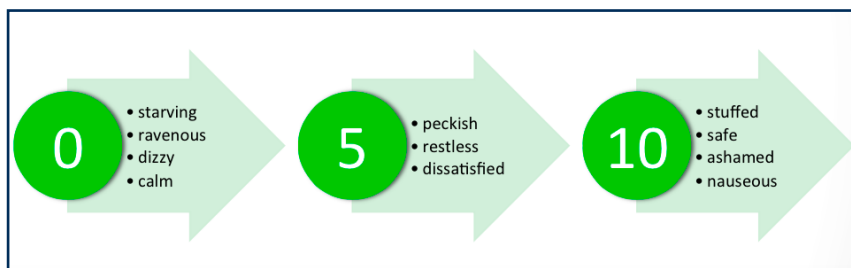 0
• starving
• ravenous
• dizzy
• calm
5
• peckish
• restless
• dissatisfied
10
• stuffed
• safe
• ashamed
• nauseous